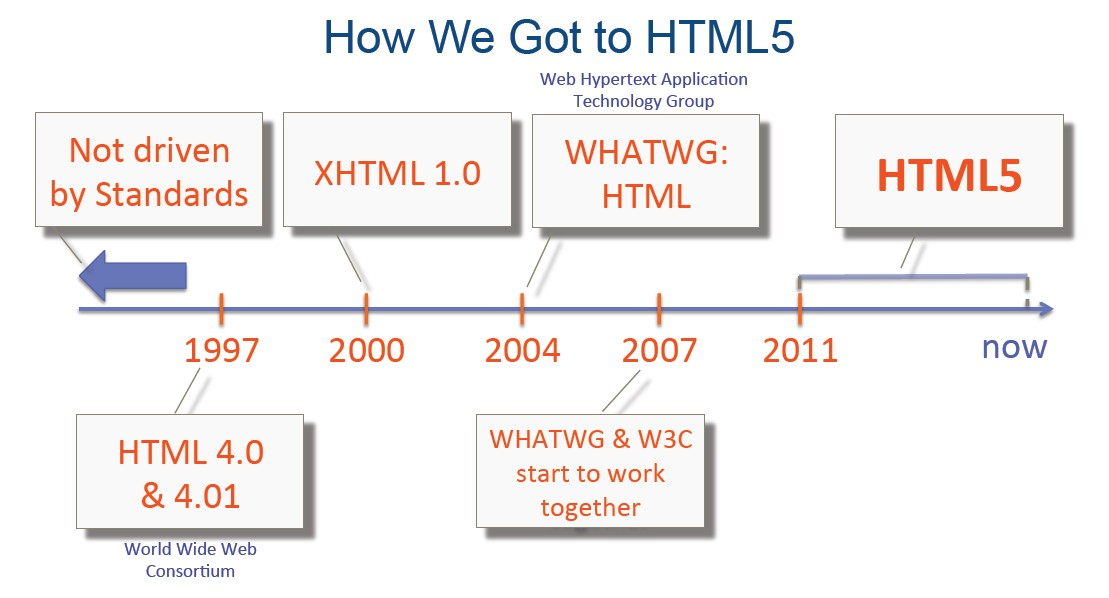 How We Got to HTML5
Web Hypertext Application
Technology Group
Not driven
by Standards
XHTML 1.0
WHATWG:
HTML
HTML5
1997
2000
2004
2007
2011
now
HTML 4.0
& 4.01
World Wide Web
Consortium
WHATWG & W3C
start to work
together